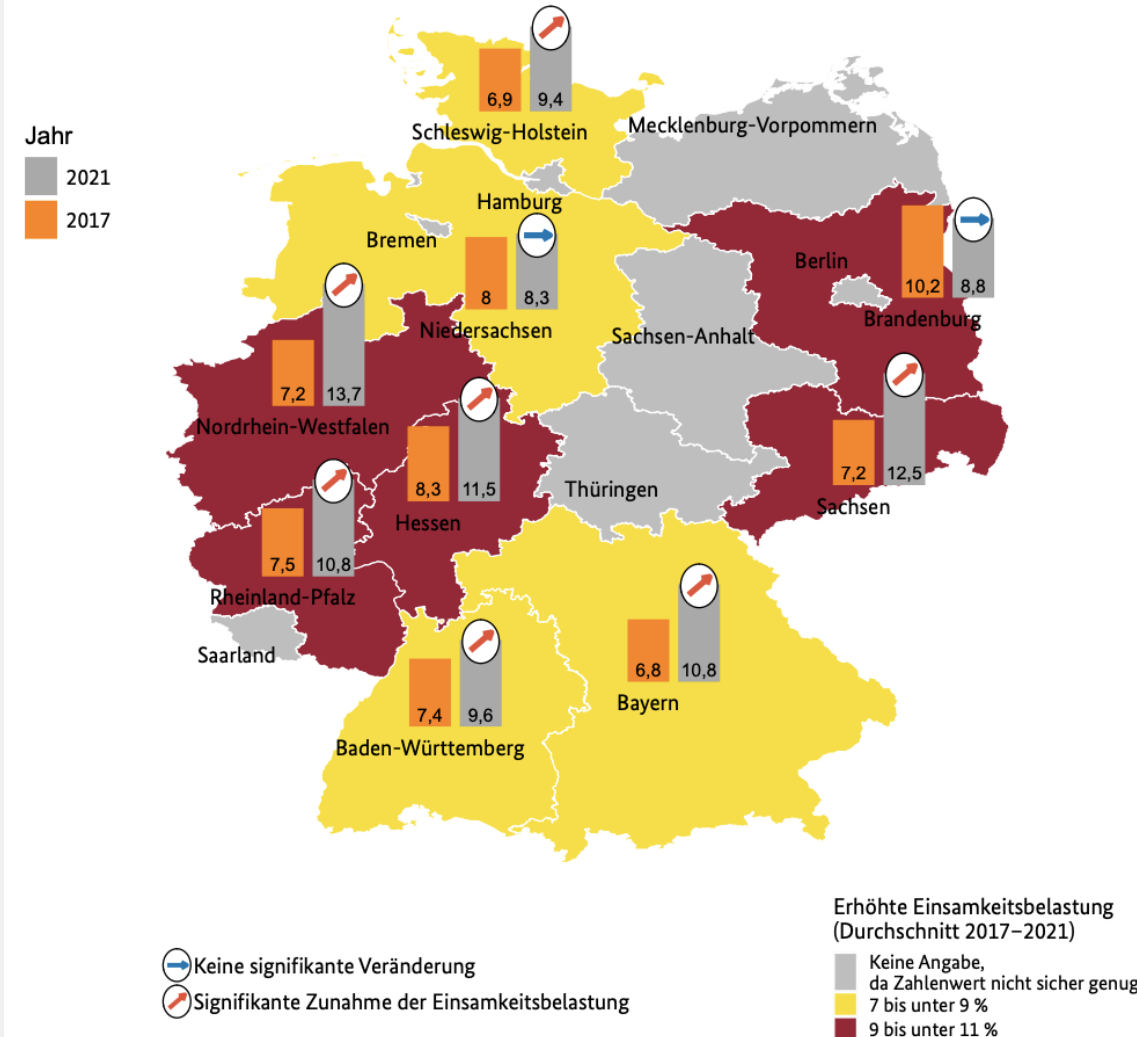 6,9
9,4
Schleswig-Holstein
Mecklenburg-Vorpommern
Jahr
2021
2017
Hamburg
Bremen
8
8,3
Niedersachsen
Berlin
10,2
8,8
Brandenburg
Sachsen-Anhalt
7,2
13,7
Nordrhein-Westfalen
8,3
11,5
Hessen
7,2
12,5
Sachsen
Thüringen
7,5
10,8
Rheinland-Pfalz
Saarland
6,8
10,8
Bayern
7,4
9,6
Baden-Württemberg
Keine signifikante Veränderung
Signifikante Zunahme der Einsamkeitsbelastung
Erhöhte Einsamkeitsbelastung
(Durchschnitt 2017–2021)
Keine Angabe,
da Zahlenwert nicht sicher genug
7 bis unter 9 %
9 bis unter 11 %